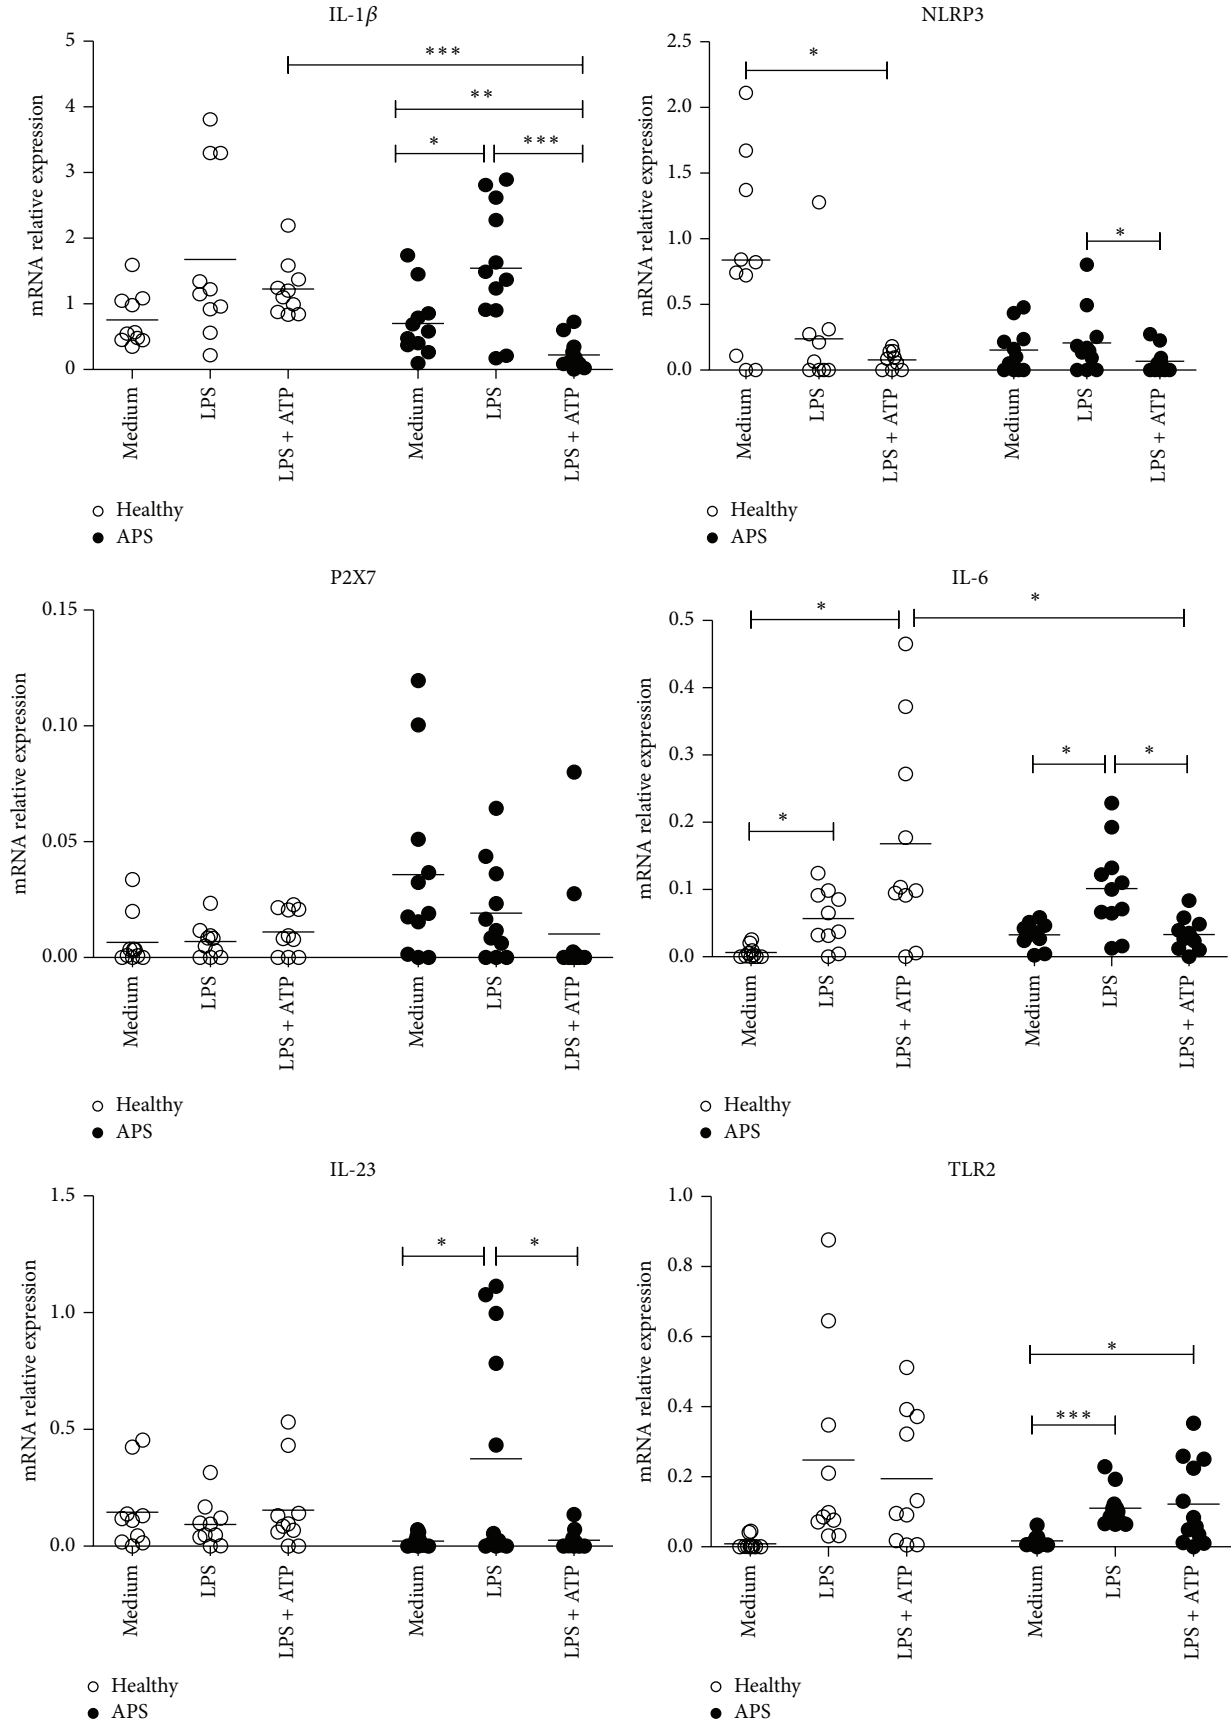 IL-1β
mRNA relative expression
5
4
3
2
1
0
***
**
*
***
Medium
LPS
LPS + ATP
Medium
LPS
LPS + ATP
Healthy
APS
NLRP3
mRNA relative expression
2.5
2.0
1.5
1.0
0.5
0.0
*
*
Medium
LPS
LPS + ATP
Medium
LPS
LPS + ATP
Healthy
APS
P2X7
mRNA relative expression
0.15
0.10
0.05
0.00
Medium
LPS
LPS + ATP
Medium
LPS
LPS + ATP
Healthy
APS
IL-6
mRNA relative expression
0.5
0.4
0.3
0.2
0.1
0.0
*
*
*
*
*
Medium
LPS
LPS + ATP
Medium
LPS
LPS + ATP
Healthy
APS
IL-23
mRNA relative expression
1.5
1.0
0.5
0.0
*
*
Medium
LPS
LPS + ATP
Medium
LPS
LPS + ATP
Healthy
APS
TLR2
mRNA relative expression
1.0
0.8
0.6
0.4
0.2
0.0
*
***
Medium
LPS
LPS + ATP
Medium
LPS
LPS + ATP
Healthy
APS